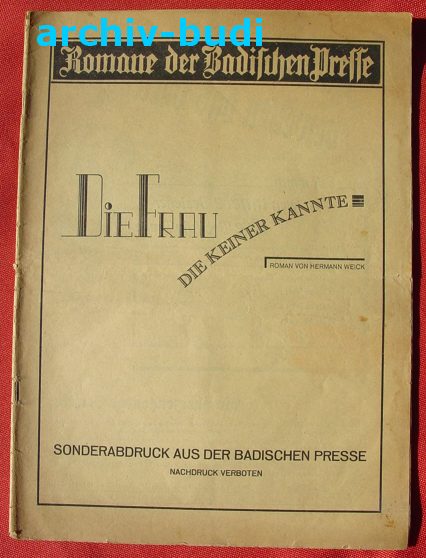 archiv-budi
Romane der Badischen Presse
DIE FRAU
DIE KEINER KANNTE
ROMAN VON HERMANN WEICK
SONDERABDRUCK AUS DER BADISCHEN PRESSE
NACHDRUCK VERBOTEN